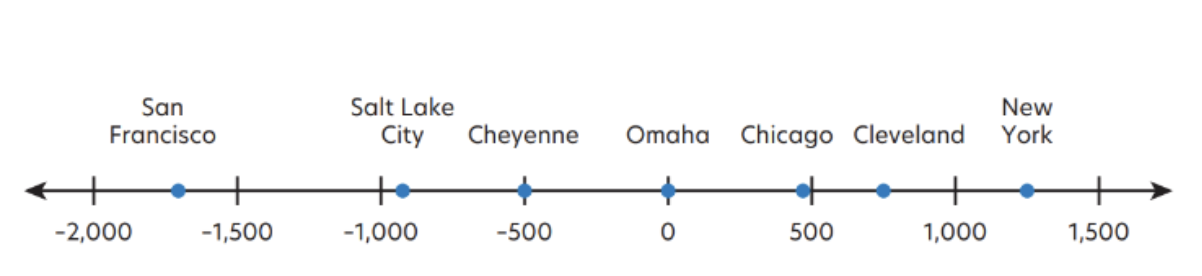 San
Francisco
Salt Lake
City
Cheyenne
Omaha
Chicago
Cleveland
New
York
-2,000
-1,500
-1,000
-500
0
500
1,000
1,500